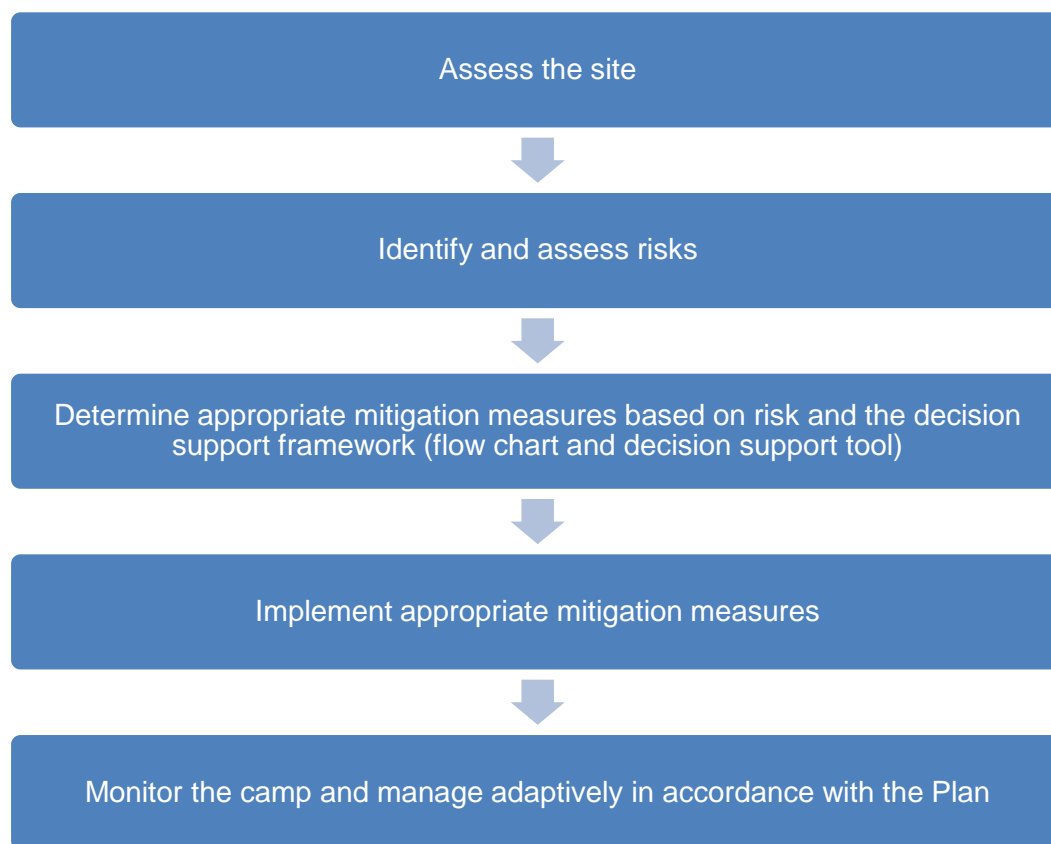 Assess the site
Identify and assess risks
Determine appropriate mitigation measures based on risk and the decision
support framework (flow chart and decision support tool)
Implement appropriate mitigation measures
Monitor the camp and manage adaptively in accordance with the Plan